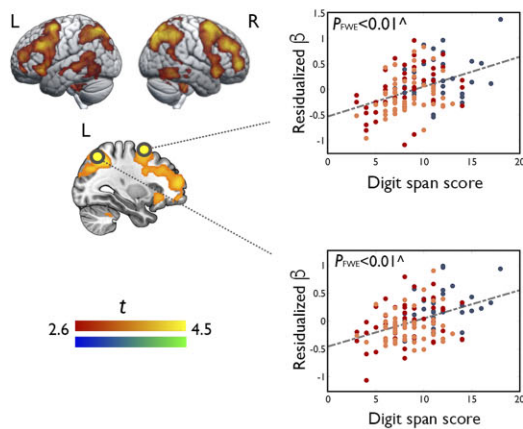 L
R
L
t
2.6
4.5
PFWE<0.01^
Residualized β
1.5
1
0.5
0
-0.5
-1
0
5
10
15
20
Digit span score
PFWE<0.01^
Residualized β
1
0.5
0
-0.5
-1
0
5
10
15
20
Digit span score